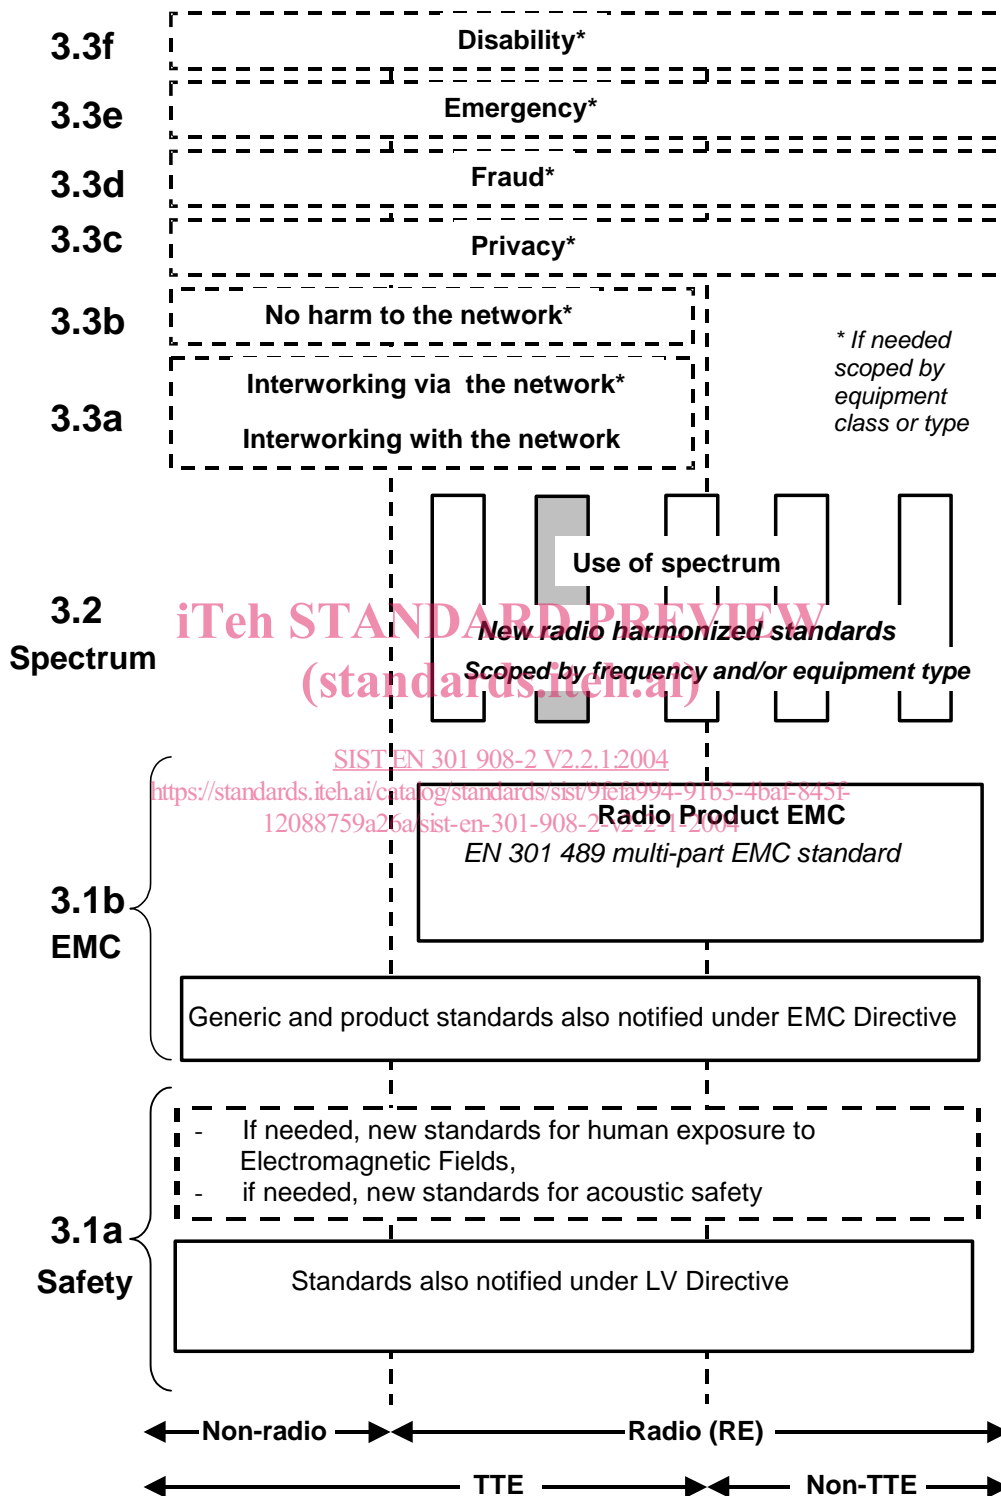 3.3f
Disability*
3.3e
Emergency*
3.3d
Fraud*
3.3c
Privacy*
3.3b
No harm to the network*
3.3a
Interworking via the network*
Interworking with the network
* If needed
scoped by
equipment
class or type
3.2
Spectrum
Use of spectrum
iTeh STANDARD PREVIEW
New radio harmonized standards
(standards.iteh.ai)
Scoped by frequency and/or equipment type
SIST EN 301 908-2 V2.2.1:2004
https://standards.iteh.ai/catalog/standards/sist/9fefa994-91b3-4baf-845f-
12088759a26a/sist-en-301-908-2-v2-2-1-2004
3.1b
EMC
Radio Product EMC
EN 301 489 multi-part EMC standard
Generic and product standards also notified under EMC Directive
3.1a
Safety
- If needed, new standards for human exposure to
Electromagnetic Fields,
- if needed, new standards for acoustic safety
Standards also notified under LV Directive
Non-radio
Radio (RE)
TTE
Non-TTE